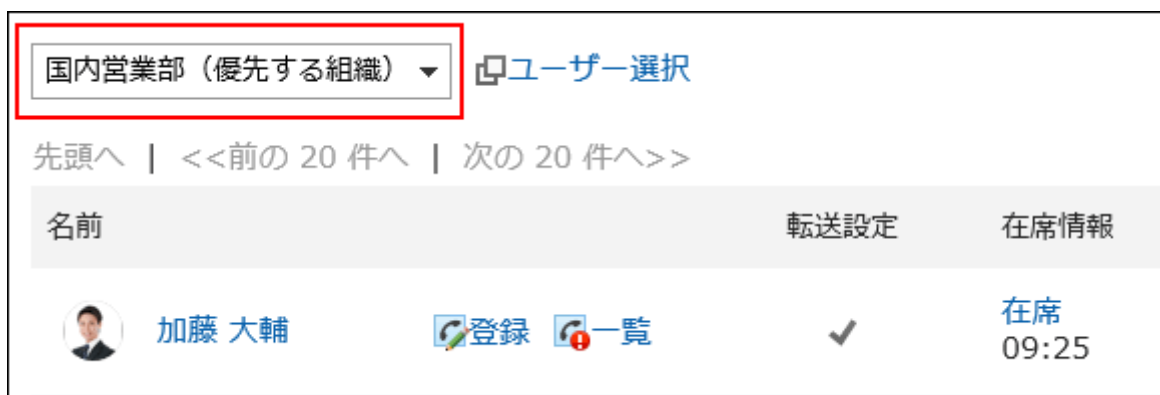 国内営業部（優先する組織） ユーザー選択
先頭へ | <<前の 20 件へ | 次の 20 件へ>>
名前 転送設定 在席情報
加藤 大輔 登録 一覧 在席
09:25